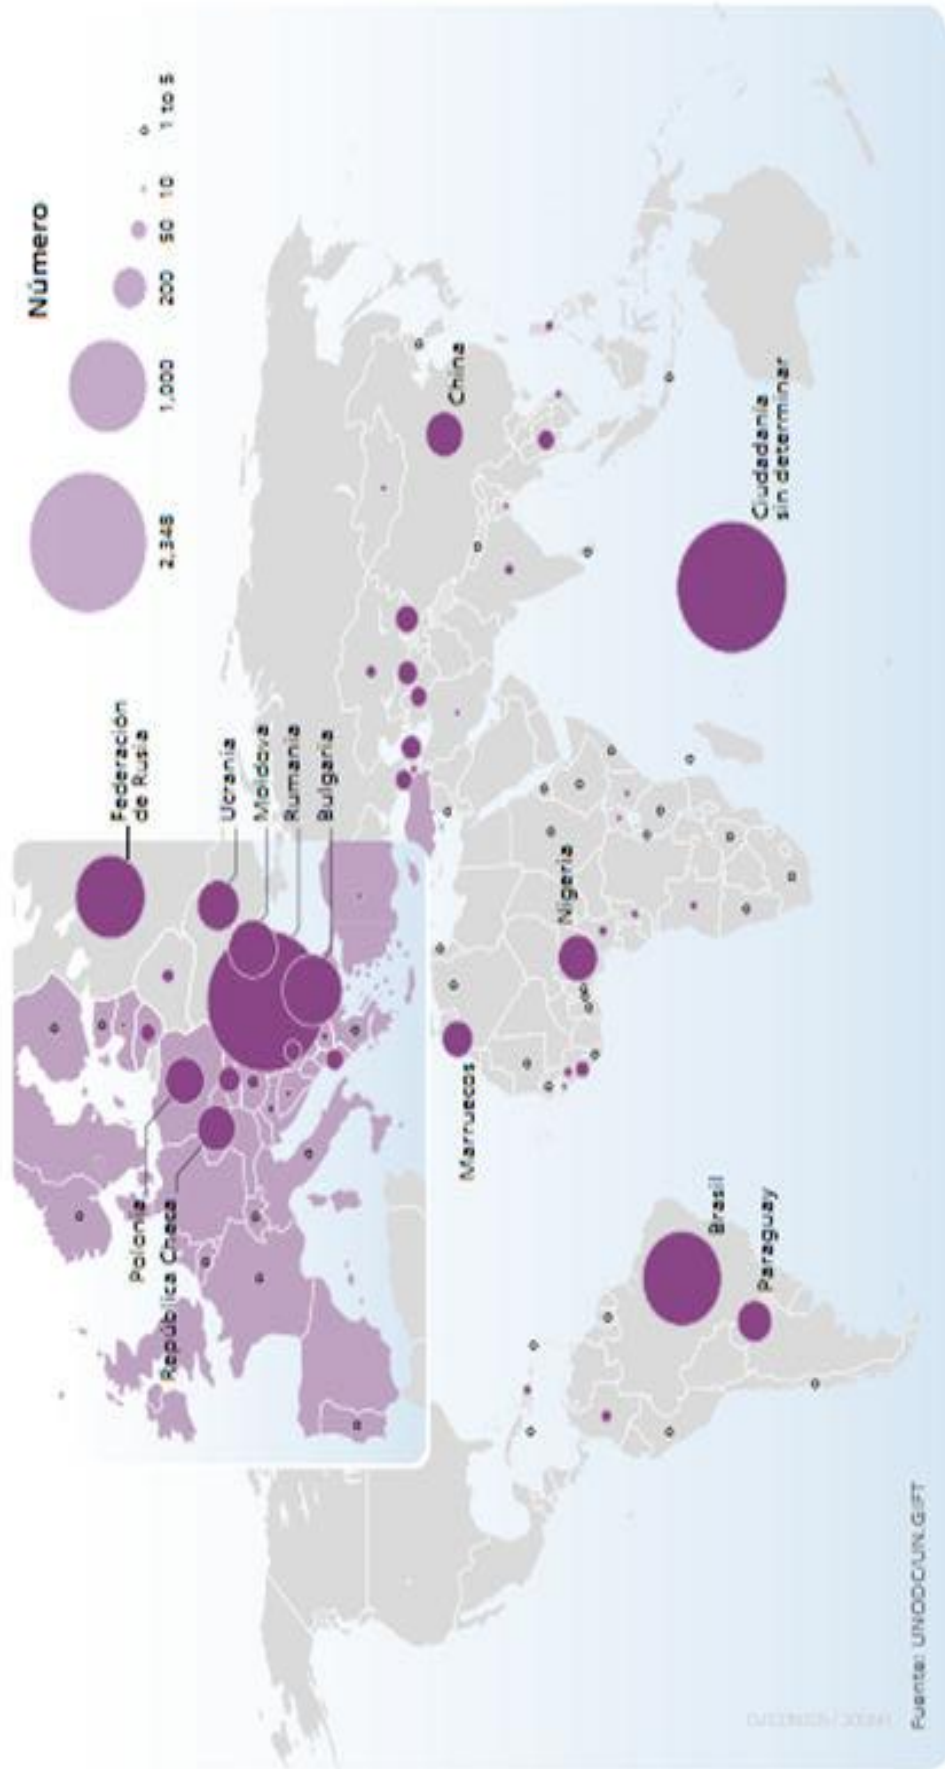 Número
2,348
1,000
200
50
10
1 to 5
Federación
de Rusia
Ucrania
Moldova
Rumania
Bulgaria
Polonia
República Checa
China
Marruecos
Nigeria
Ciudadanía
sin determinar
Brasil
Paraguay
Fuente: UNODC/UN.GIFT